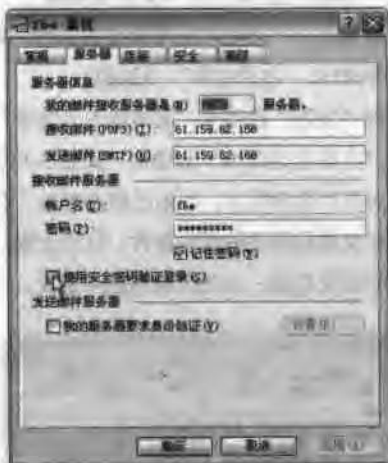 fbe 属性
常规 服务器 连接 安全 高级
服务器信息
我的邮件接收服务器是(M) POP3 服务器。
接收邮件(POP3)(I): 61.159.62.160
发送邮件(SMTP)(U): 61.159.62.160
接收邮件服务器
帐户名(C): fbe
密码(P): *********
记住密码(W)
使用安全密码验证登录(S)
发送邮件服务器
我的服务器要求身份验证(V) 设置(E)
确定 取消 应用(A)